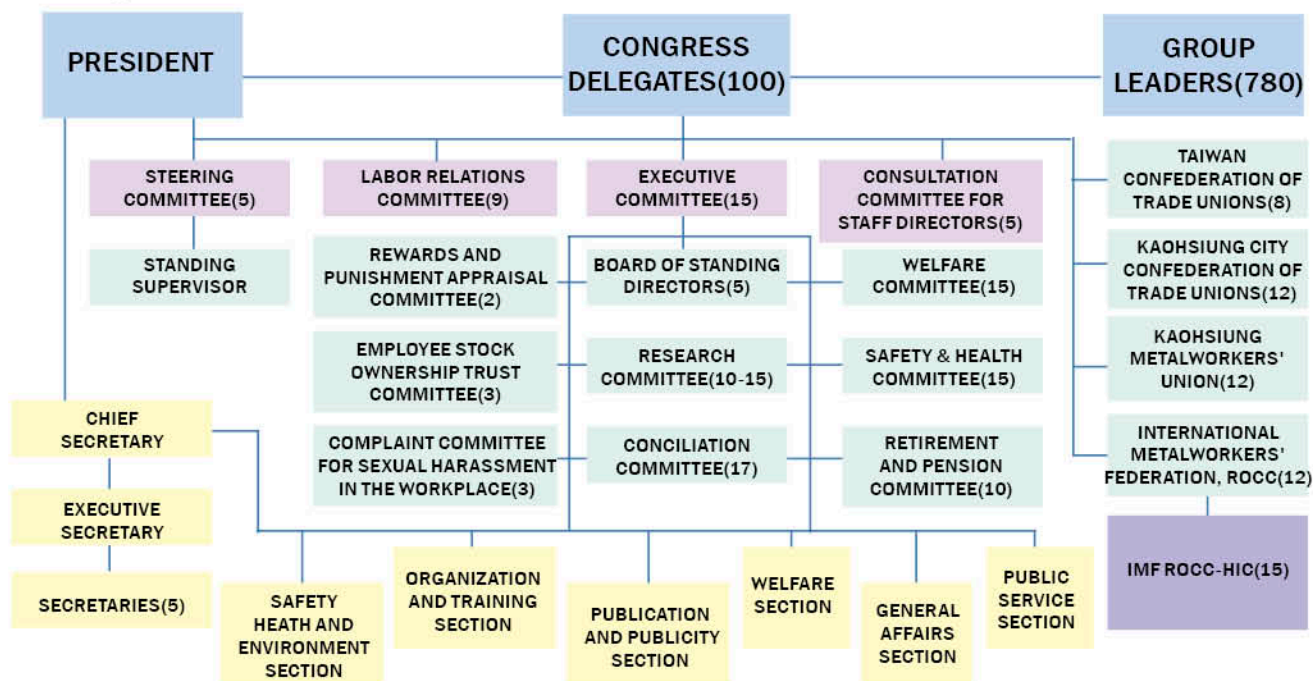 PRESIDENT
CONGRESS
DELEGATES(100)
GROUP
LEADERS(780)
STEERING
COMMITTEE(5)
LABOR RELATIONS
COMMITTEE(9)
EXECUTIVE
COMMITTEE(15)
CONSULTATION
COMMITTEE FOR
STAFF DIRECTORS(5)
TAIWAN
CONFEDERATION OF
TRADE UNIONS(8)
STANDING
SUPERVISOR
REWARDS AND
PUNISHMENT APPRAISAL
COMMITTEE(2)
BOARD OF STANDING
DIRECTORS(5)
WELFARE
COMMITTEE(15)
KAOHSIUNG CITY
CONFEDERATION OF
TRADE UNIONS(12)
EMPLOYEE STOCK
OWNERSHIP TRUST
COMMITTEE(3)
RESEARCH
COMMITTEE(10-15)
SAFETY & HEALTH
COMMITTEE(15)
KAOHSIUNG
METALWORKERS'
UNION(12)
CHIEF
SECRETARY
COMPLAINT COMMITTEE
FOR SEXUAL HARASSMENT
IN THE WORKPLACE(3)
CONCILIATION
COMMITTEE(17)
RETIREMENT
AND PENSION
COMMITTEE(10)
INTERNATIONAL
METALWORKERS'
FEDERATION, ROCC(12)
EXECUTIVE
SECRETARY
SECRETARIES(5)
SAFETY
HEATH AND
ENVIRONMENT
SECTION
ORGANIZATION
AND TRAINING
SECTION
PUBLICATION
AND PUBLICITY
SECTION
WELFARE
SECTION
GENERAL
AFFAIRS
SECTION
PUBLIC
SERVICE
SECTION
IMF ROCC-HIC(15)